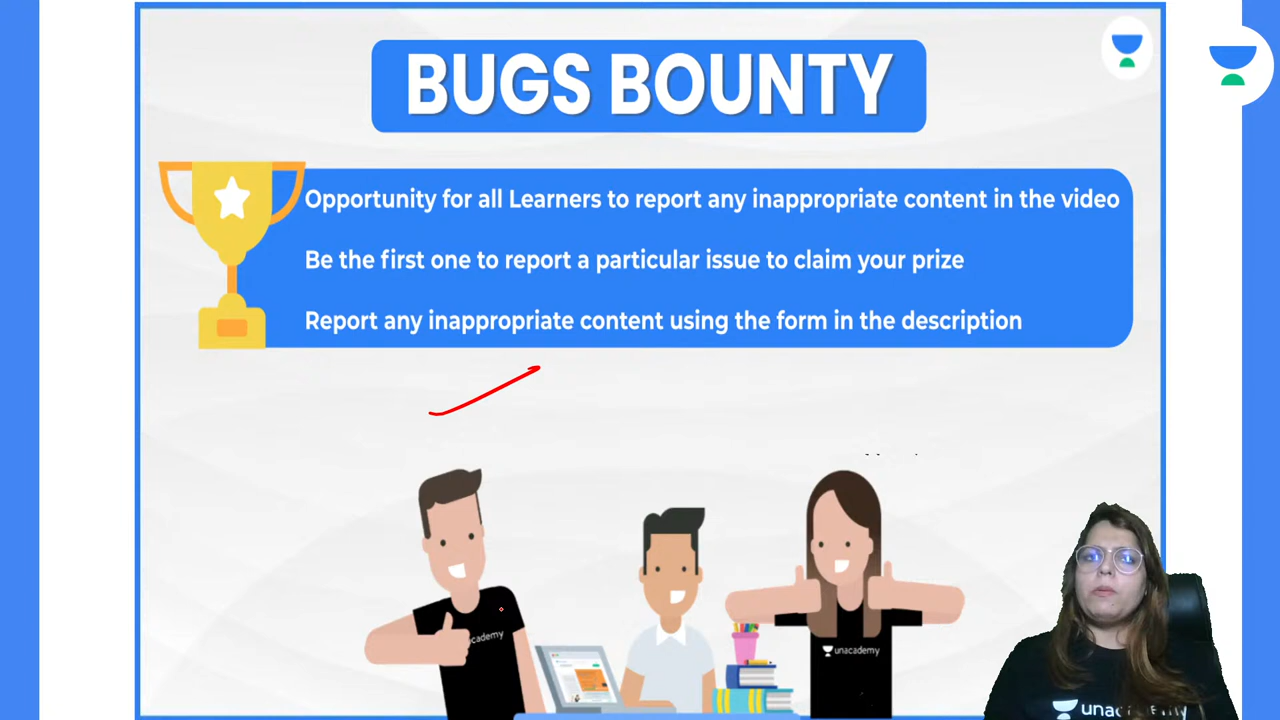 BUGS BOUNTY
Opportunity for all Learners to report any inappropriate content in the video
Be the first one to report a particular issue to claim your prize
Report any inappropriate content using the form in the description
unacademy